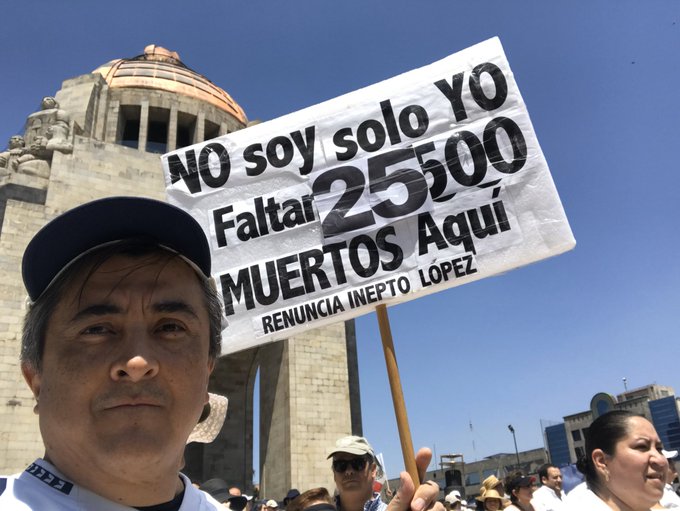 NO soy solo YO
Faltan 25500
MUERTOS Aquí
RENUNCIA INEPTO LÓPEZ